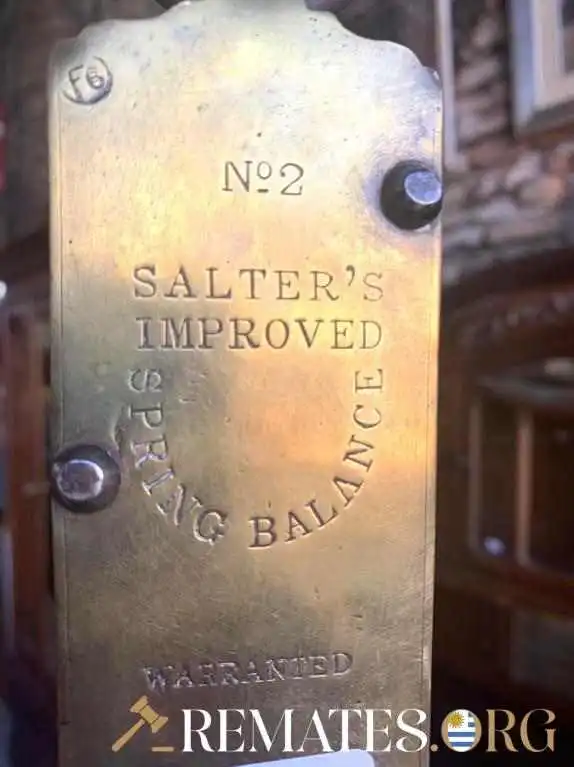 F6
Nº2
SALTER'S
IMPROVED
SPRING BALANCE
WARRANTED
REMATES.ORG